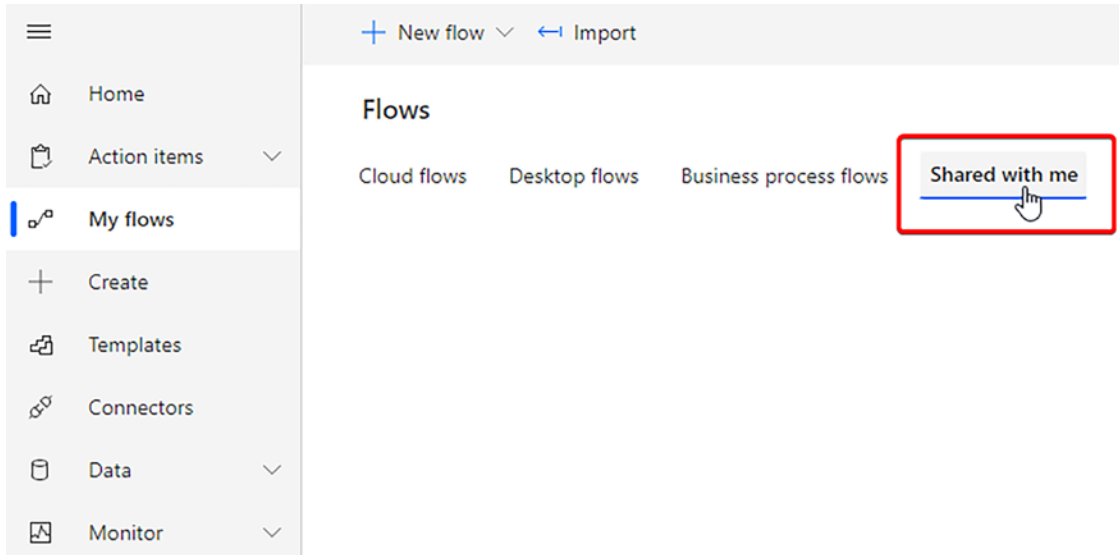 New flow
Import
Home
Action items
My flows
Create
Templates
Connectors
Data
Monitor
Flows
Cloud flows
Desktop flows
Business process flows
Shared with me